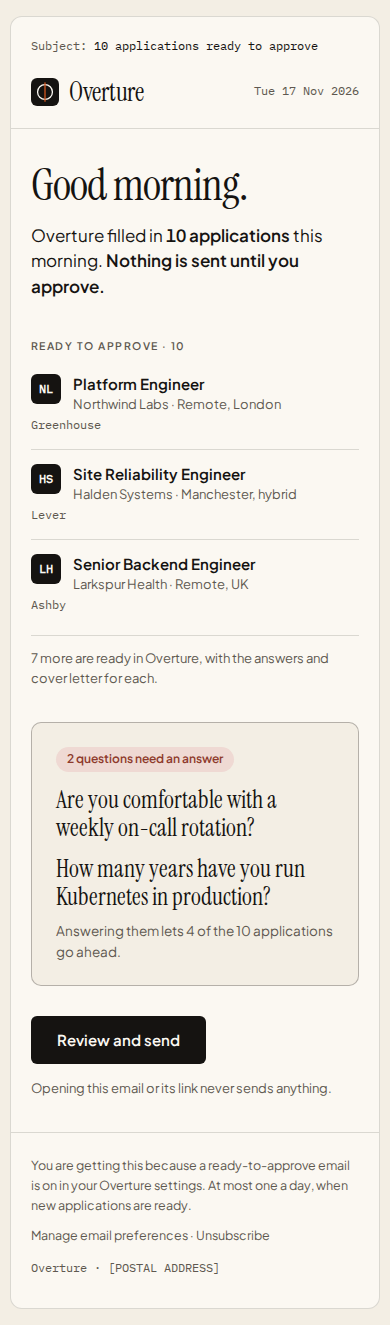 Subject: 10 applications ready to approve
Overture
Tue 17 Nov 2026
Good morning.
Overture filled in 10 applications this
morning. Nothing is sent until you
approve.
READY TO APPROVE · 10
NL
Platform Engineer
Northwind Labs · Remote, London
Greenhouse
HS
Site Reliability Engineer
Halden Systems · Manchester, hybrid
Lever
LH
Senior Backend Engineer
Larkspur Health · Remote, UK
Ashby
7 more are ready in Overture, with the answers and
cover letter for each.
2 questions need an answer
Are you comfortable with a
weekly on-call rotation?
How many years have you run
Kubernetes in production?
Answering them lets 4 of the 10 applications
go ahead.
Review and send
Opening this email or its link never sends anything.
You are getting this because a ready-to-approve email
is on in your Overture settings. At most one a day, when
new applications are ready.
Manage email preferences · Unsubscribe
Overture · [POSTAL ADDRESS]